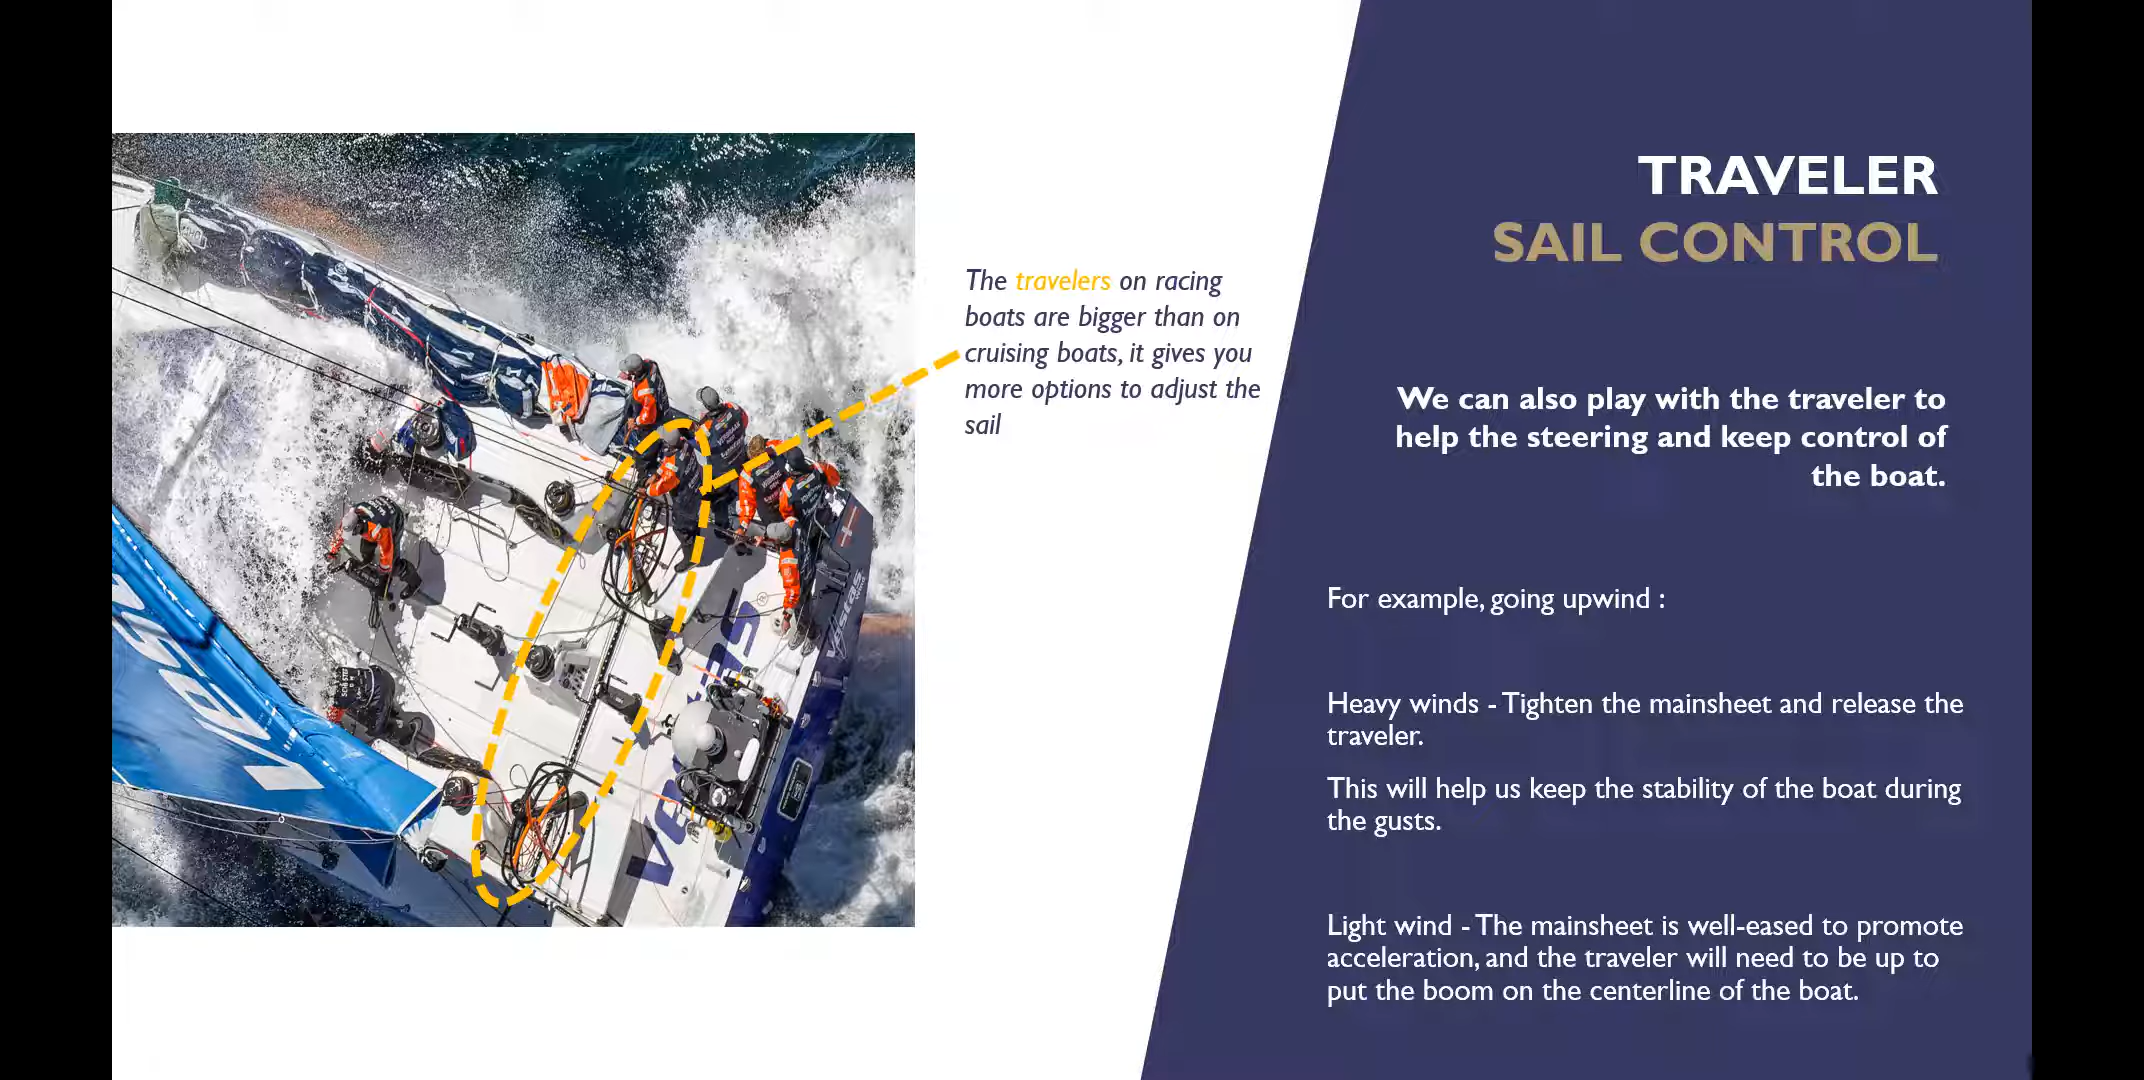 TRAVELER
SAIL CONTROL
The travelers on racing
boats are bigger than on
cruising boats, it gives you
more options to adjust the
sail
We can also play with the traveler to
help the steering and keep control of
the boat.
For example, going upwind :
Heavy winds - Tighten the mainsheet and release the
traveler.
This will help us keep the stability of the boat during
the gusts.
Light wind - The mainsheet is well-eased to promote
acceleration, and the traveler will need to be up to
put the boom on the centerline of the boat.
Vestas